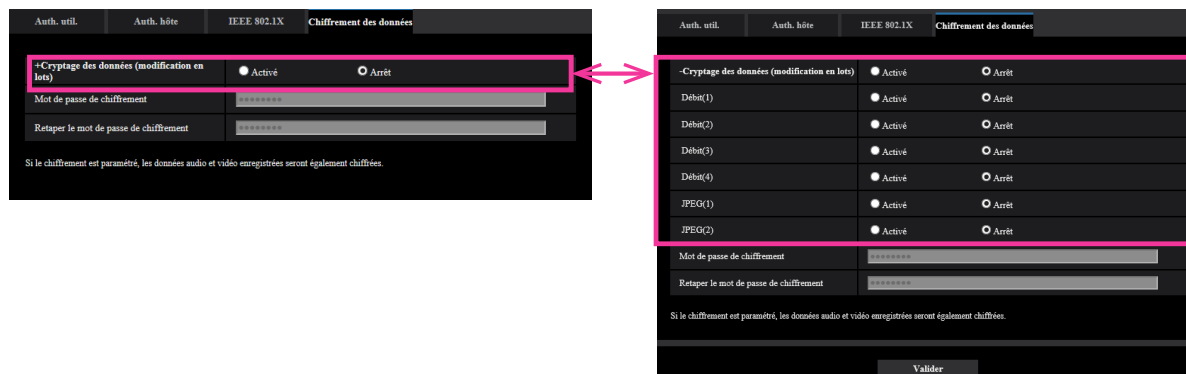 Auth. util. Auth. hôte IEEE 802.1X Chiffrement des données
+Cryptage des données (modification en
lots) Activé Arrêt
Mot de passe de chiffrement ********
Retaper le mot de passe de chiffrement ********
Si le chiffrement est paramétré, les données audio et vidéo enregistrées seront également chiffrées.
Auth. util. Auth. hôte IEEE 802.1X Chiffrement des données
-Cryptage des données (modification en lots) Activé Arrêt
Débit(1) Activé Arrêt
Débit(2) Activé Arrêt
Débit(3) Activé Arrêt
Débit(4) Activé Arrêt
JPEG(1) Activé Arrêt
JPEG(2) Activé Arrêt
Mot de passe de chiffrement ********
Retaper le mot de passe de chiffrement ********
Si le chiffrement est paramétré, les données audio et vidéo enregistrées seront également chiffrées.
Valider